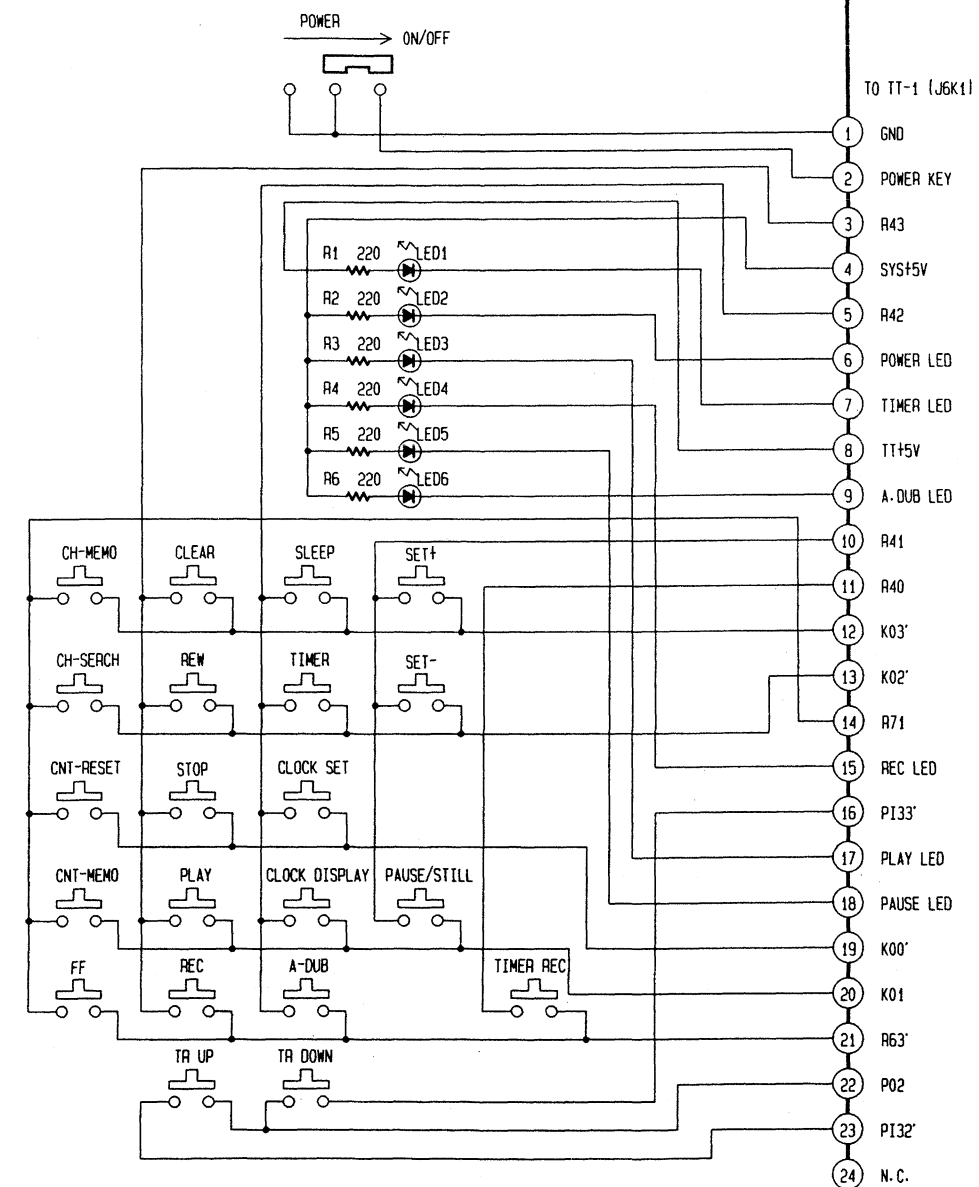 POWER
ON/OFF
TO TT-1 (J6K1)
1 GND
2 POWER KEY
3 R43
4 SYS+5V
5 R42
6 POWER LED
7 TIMER LED
8 TT+5V
9 A.DUB LED
10 R41
11 R40
12 K03'
13 K02'
14 R71
15 REC LED
16 PI33'
17 PLAY LED
18 PAUSE LED
19 K00'
20 K01
21 R63'
22 P02
23 PI32'
24 N.C.
R1 220 LED1
R2 220 LED2
R3 220 LED3
R4 220 LED4
R5 220 LED5
R6 220 LED6
CH-MEMO CLEAR SLEEP SET+
CH-SERCH REW TIMER SET-
CNT-RESET STOP CLOCK SET
CNT-MEMO PLAY CLOCK DISPLAY PAUSE/STILL
FF REC A-DUB TIMER REC
TR UP TR DOWN